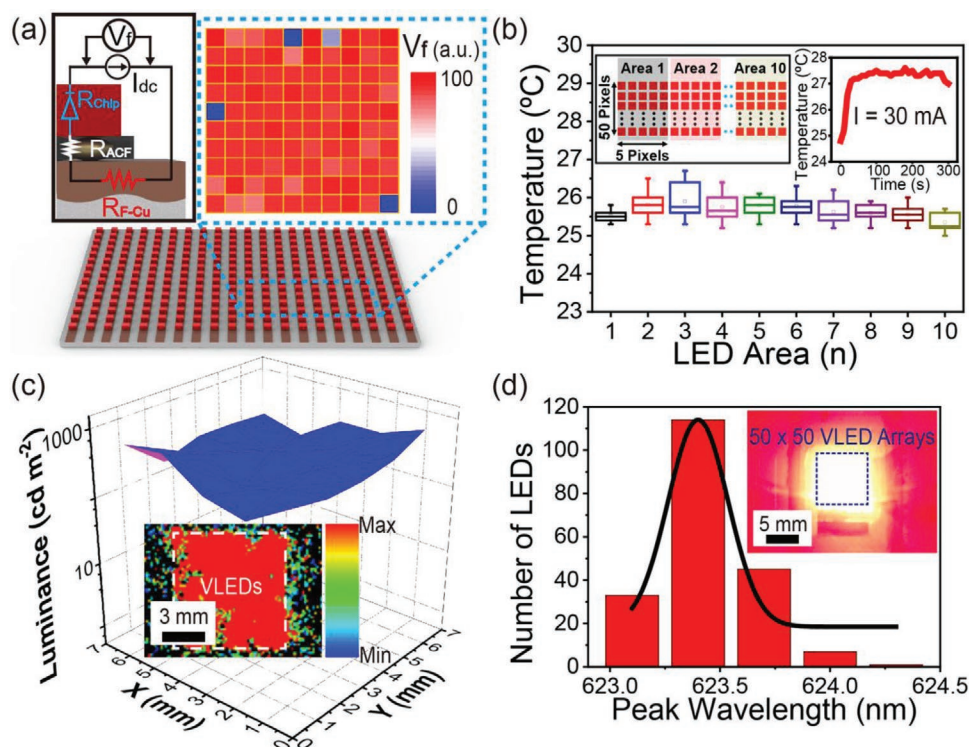 (a)
Vf
Idc
RChip
RACF
RF-Cu
Vf (a.u.)
100
0
(b)
Temperature (ºC)
30
29
28
27
26
25
24
23
50 Pixels
Area 1
Area 2
Area 10
5 Pixels
Temperature (ºC)
28
27
26
25
24
I = 30 mA
0 100 200 300
Time (s)
1 2 3 4 5 6 7 8 9 10
LED Area (n)
(c)
Luminance (cd m-2)
1000
10
VLEDs
3 mm
Max
Min
7 6 5 4 3 2 1 0
X (mm)
0 1 2 3 4 5 6 7
Y (mm)
(d)
Number of LEDs
120
100
80
60
40
20
0
50 x 50 VLED Arrays
5 mm
623.0 623.5 624.0 624.5
Peak Wavelength (nm)